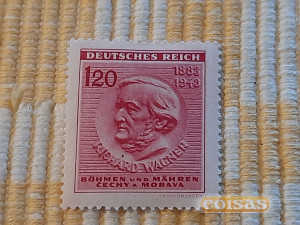 DEUTSCHES REICH
1.20
1883
1943
RICHARD WAGNER
BÖHMEN UND MÄHREN
ČECHY A MORAVA
coisas